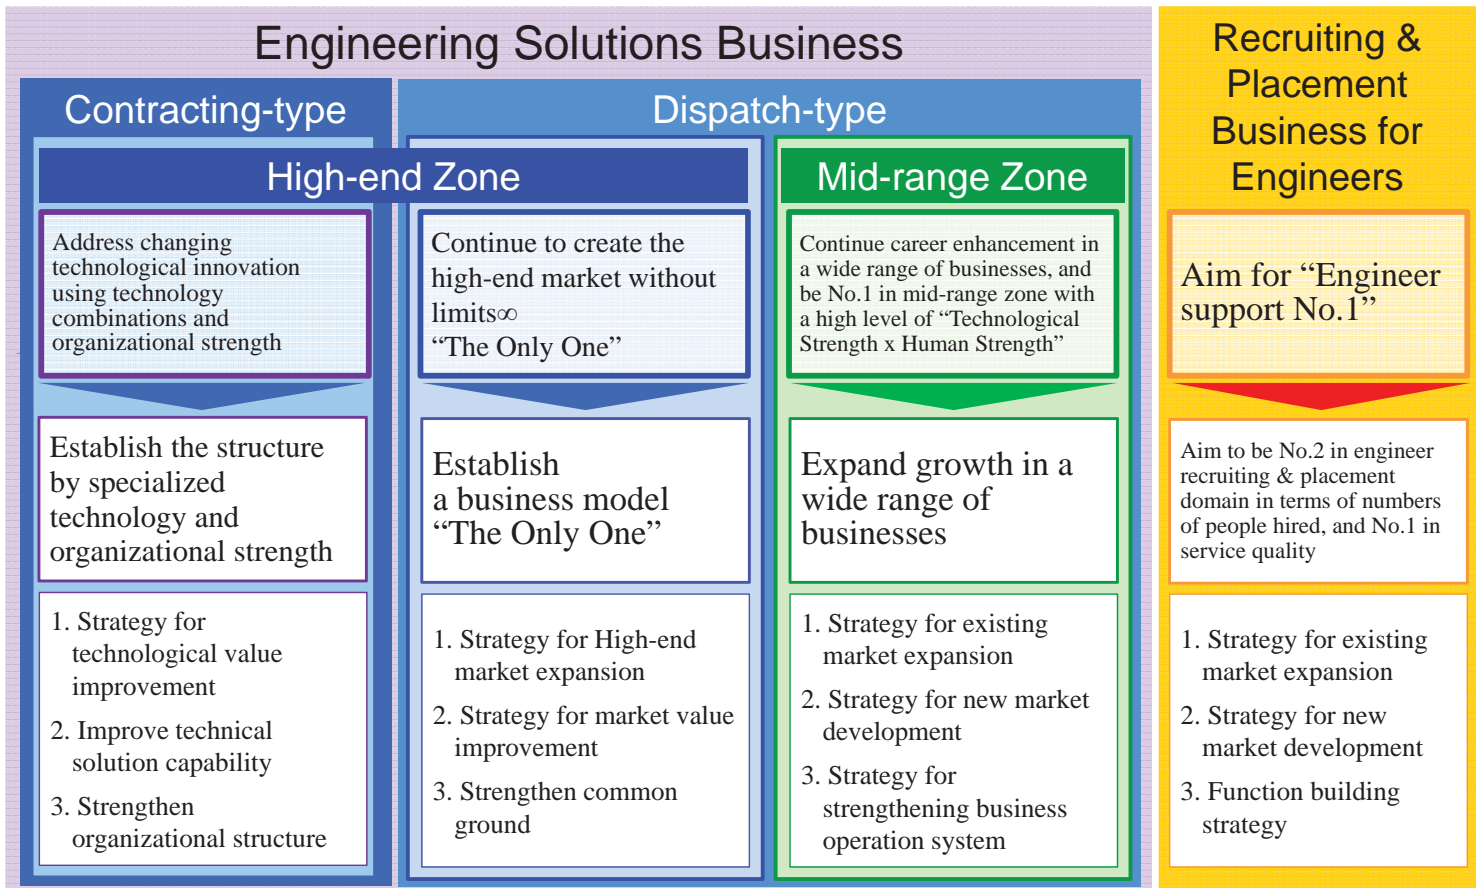 Engineering Solutions Business
Contracting-type
Dispatch-type
High-end Zone
Mid-range Zone
Address changing
technological innovation
using technology
combinations and
organizational strength
Establish the structure
by specialized
technology and
organizational strength
1. Strategy for
technological value
improvement
2. Improve technical
solution capability
3. Strengthen
organizational structure
Continue to create the
high-end market without
limits∞
“The Only One”
Establish
a business model
“The Only One”
1. Strategy for High-end
market expansion
2. Strategy for market value
improvement
3. Strengthen common
ground
Continue career enhancement in
a wide range of businesses, and
be No.1 in mid-range zone with
a high level of “Technological
Strength x Human Strength”
Expand growth in a
wide range of
businesses
1. Strategy for existing
market expansion
2. Strategy for new market
development
3. Strategy for
strengthening business
operation system
Recruiting &
Placement
Business for
Engineers
Aim for “Engineer
support No.1”
Aim to be No.2 in engineer
recruiting & placement
domain in terms of numbers
of people hired, and No.1 in
service quality
1. Strategy for existing
market expansion
2. Strategy for new
market development
3. Function building
strategy